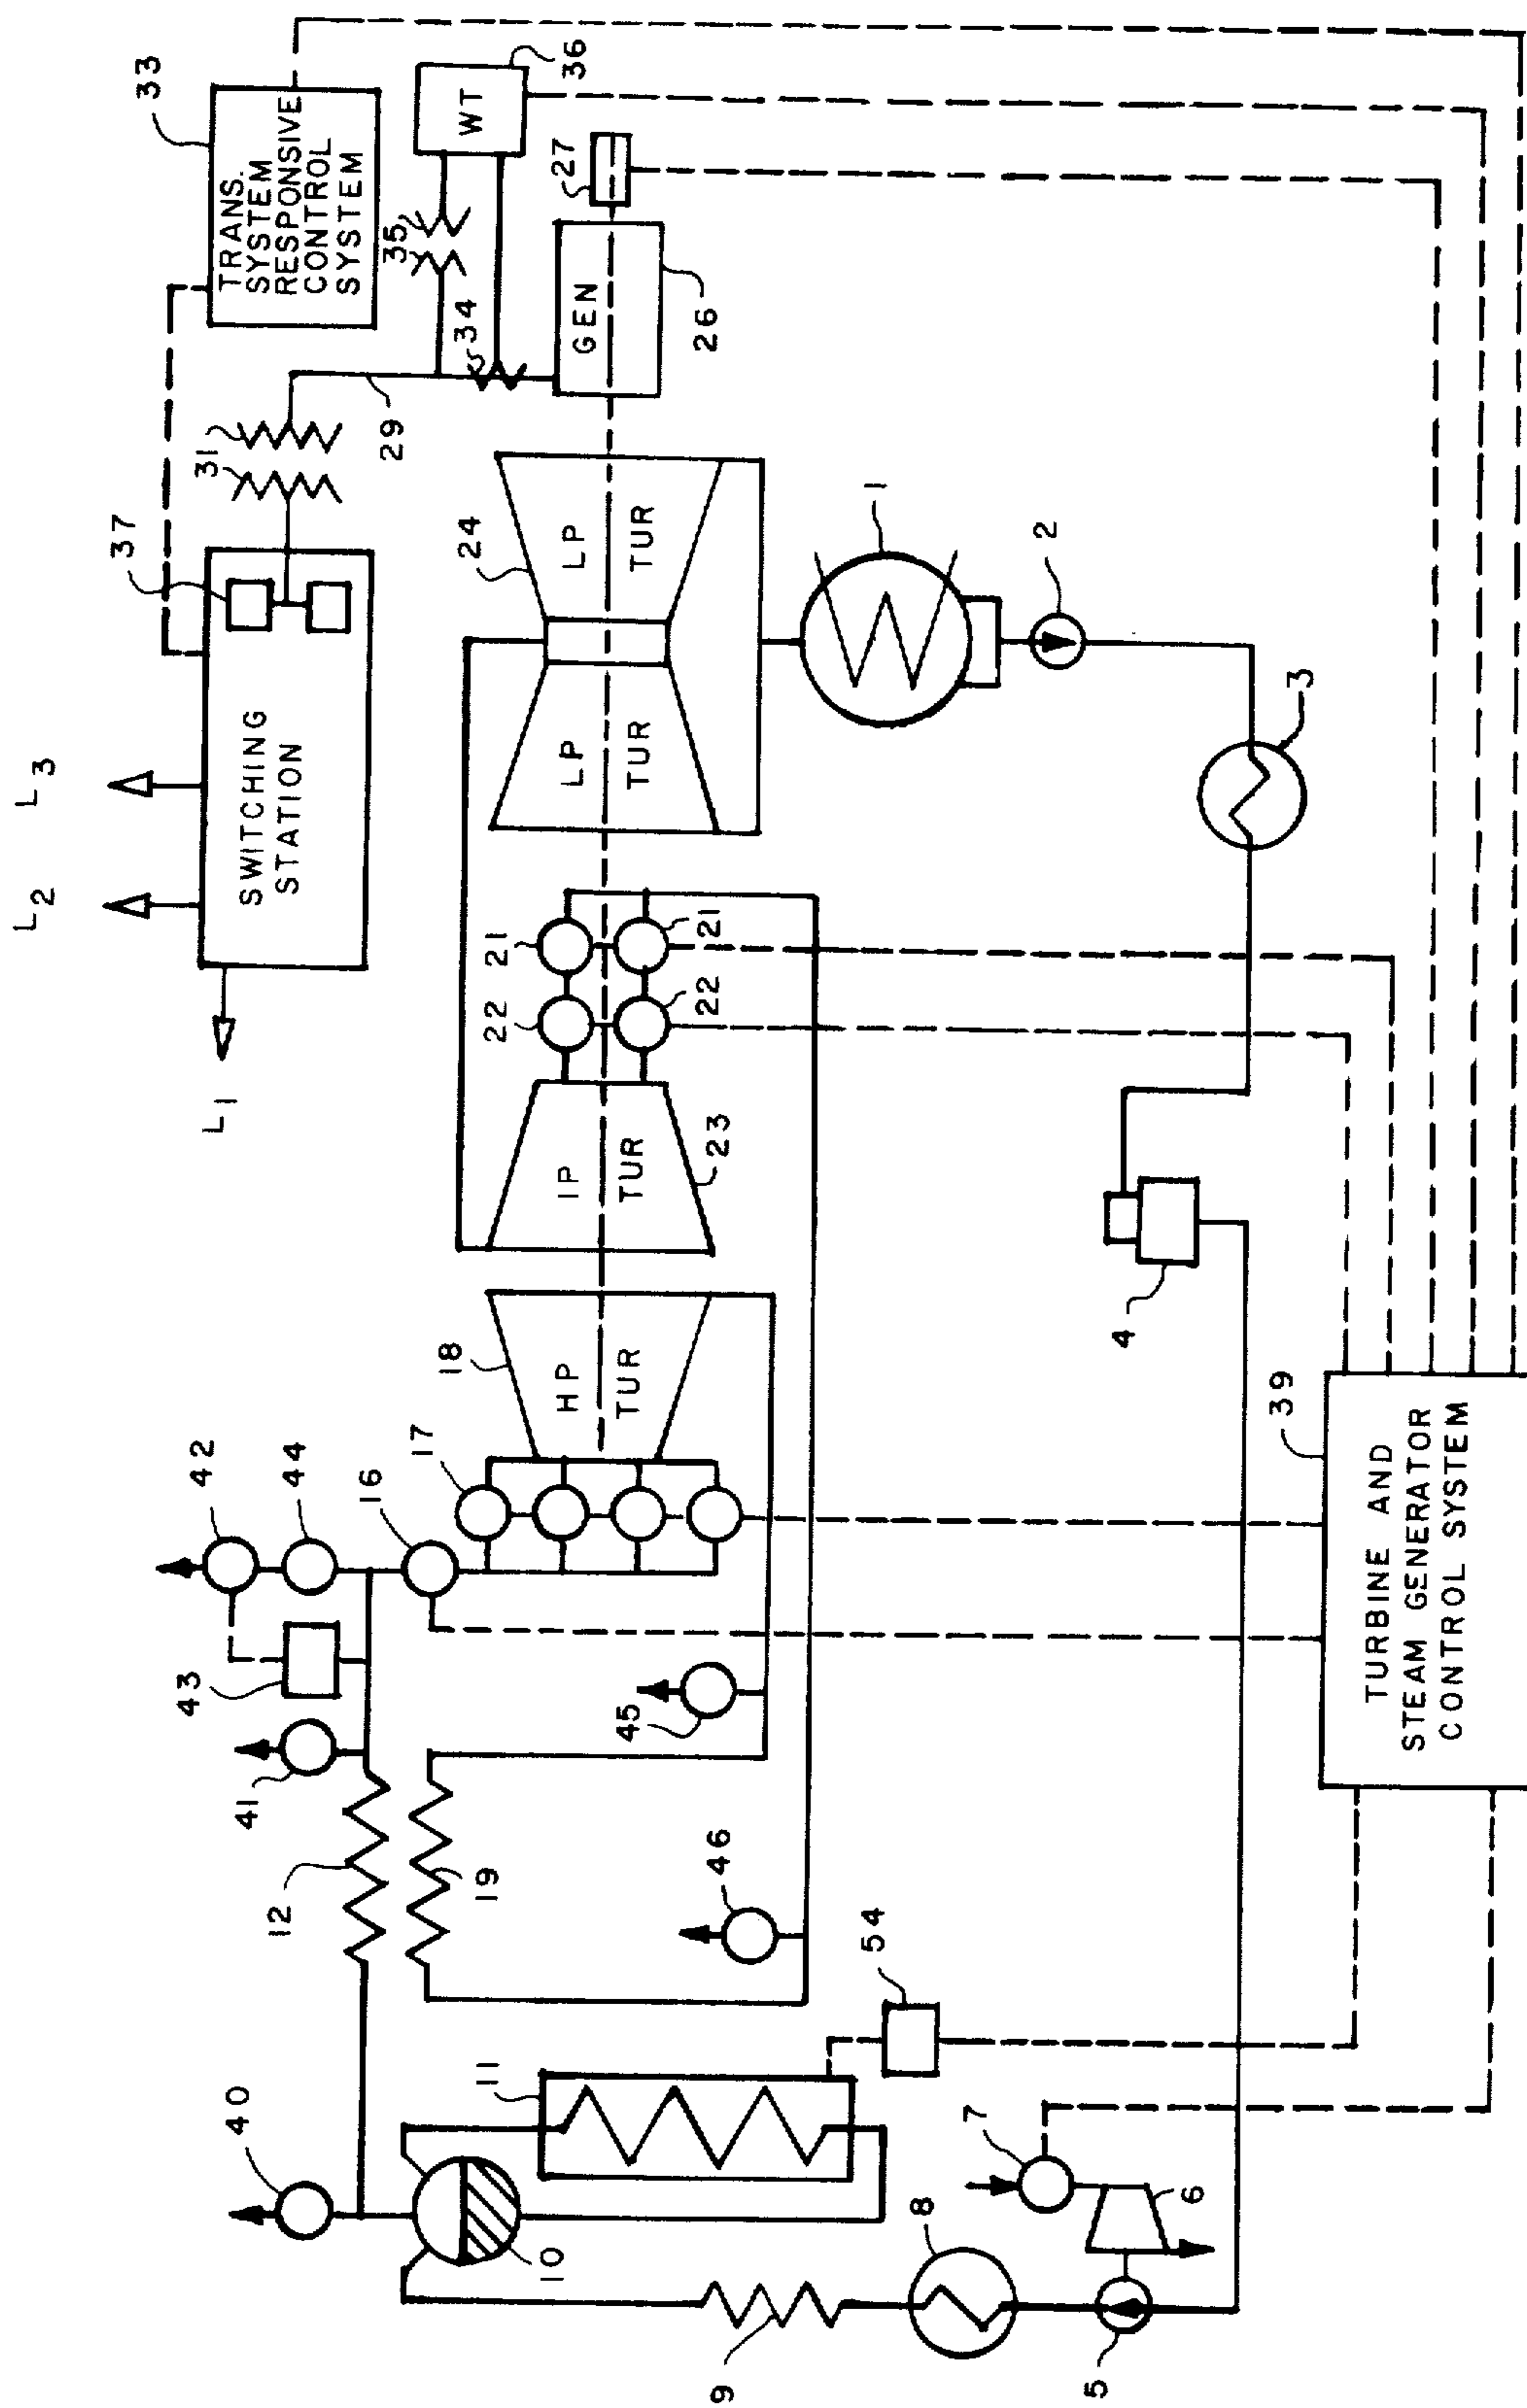 33
TRANS.
SYSTEM
RESPONSIVE
CONTROL
SYSTEM
36
WT
35
34
27
GEN
26
29
31
37
SWITCHING
STATION
L3
L2
L1
24
LP
TUR
LP
TUR
1
2
3
21
21
22
22
IP
TUR
23
4
HP
TUR
18
17
16
42
44
43
41
45
12
19
46
39
TURBINE AND
STEAM GENERATOR
CONTROL SYSTEM
54
11
40
10
7
6
8
9
5